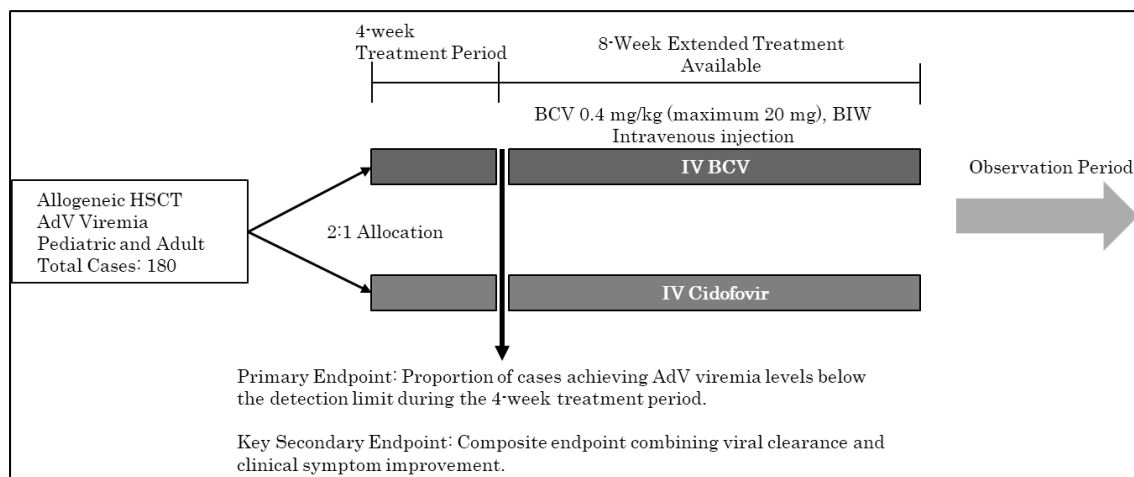 4-week
Treatment Period
8-Week Extended Treatment
Available
BCV 0.4 mg/kg (maximum 20 mg), BIW
Intravenous injection
IV BCV
Observation Period
Allogeneic HSCT
AdV Viremia
Pediatric and Adult
Total Cases: 180
2:1 Allocation
IV Cidofovir
Primary Endpoint: Proportion of cases achieving AdV viremia levels below
the detection limit during the 4-week treatment period.
Key Secondary Endpoint: Composite endpoint combining viral clearance and
clinical symptom improvement.